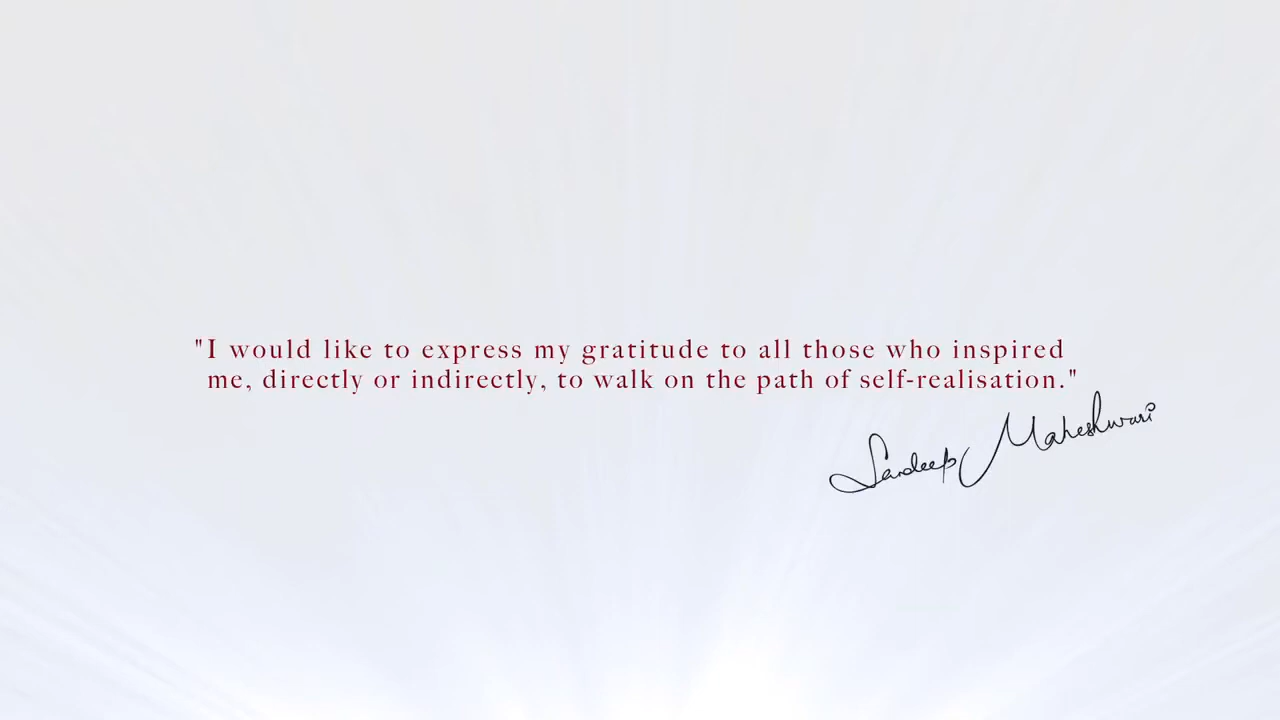 "I would like to express my gratitude to all those who inspired
me, directly or indirectly, to walk on the path of self-realisation."
Sandeep Maheshwari